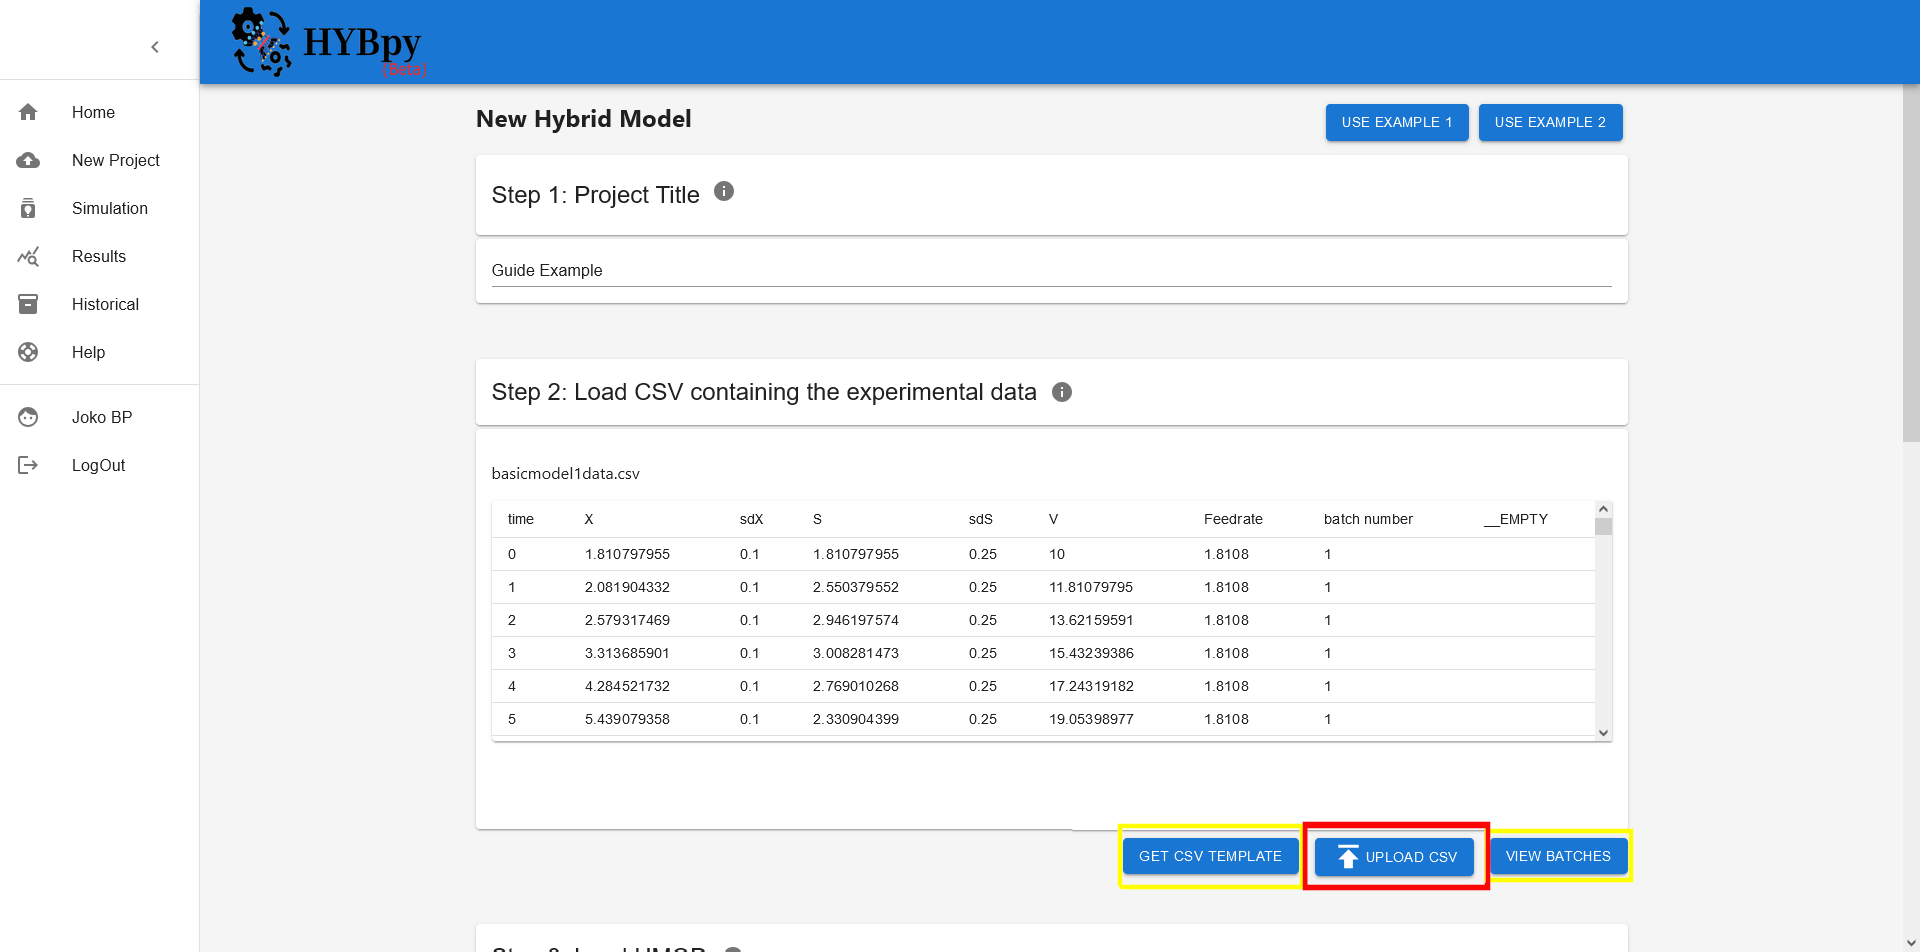 HYBpy
(Beta)
Home
New Project
Simulation
Results
Historical
Help
Joko BP
LogOut
New Hybrid Model
USE EXAMPLE 1 USE EXAMPLE 2
Step 1: Project Title
Guide Example
Step 2: Load CSV containing the experimental data
basicmodel1data.csv
time X sdX S sdS V Feedrate batch number __EMPTY
0 1.810797955 0.1 1.810797955 0.25 10 1.8108 1
1 2.081904332 0.1 2.550379552 0.25 11.81079795 1.8108 1
2 2.579317469 0.1 2.946197574 0.25 13.62159591 1.8108 1
3 3.313685901 0.1 3.008281473 0.25 15.43239386 1.8108 1
4 4.284521732 0.1 2.769010268 0.25 17.24319182 1.8108 1
5 5.439079358 0.1 2.330904399 0.25 19.05398977 1.8108 1
GET CSV TEMPLATE UPLOAD CSV VIEW BATCHES